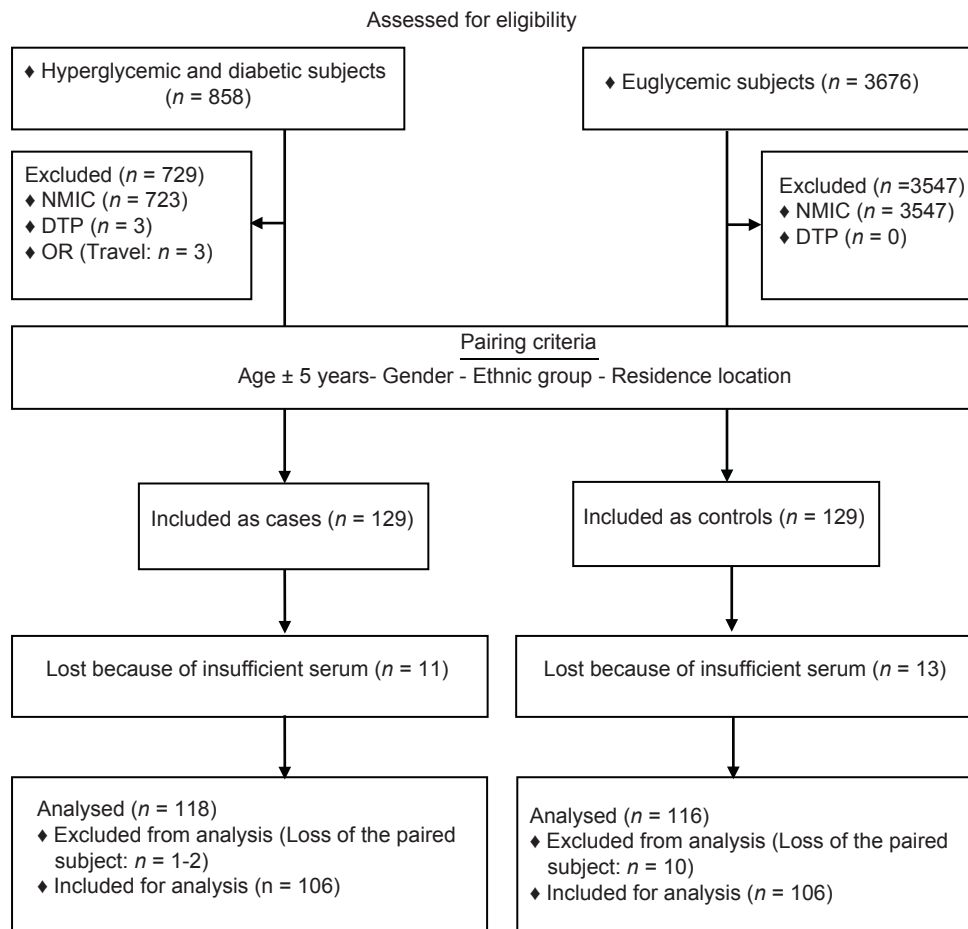 Assessed for eligibility
♦ Hyperglycemic and diabetic subjects
(n = 858)
♦ Euglycemic subjects (n = 3676)
Excluded (n = 729)
♦ NMIC (n = 723)
♦ DTP (n = 3)
♦ OR (Travel: n = 3)
Excluded (n =3547)
♦ NMIC (n = 3547)
♦ DTP (n = 0)
Pairing criteria
Age ± 5 years- Gender - Ethnic group - Residence location
Included as cases (n = 129)
Included as controls (n = 129)
Lost because of insufficient serum (n = 11)
Lost because of insufficient serum (n = 13)
Analysed (n = 118)
♦ Excluded from analysis (Loss of the paired
subject: n = 1-2)
♦ Included for analysis (n = 106)
Analysed (n = 116)
♦ Excluded from analysis (Loss of the paired
subject: n = 10)
♦ Included for analysis (n = 106)